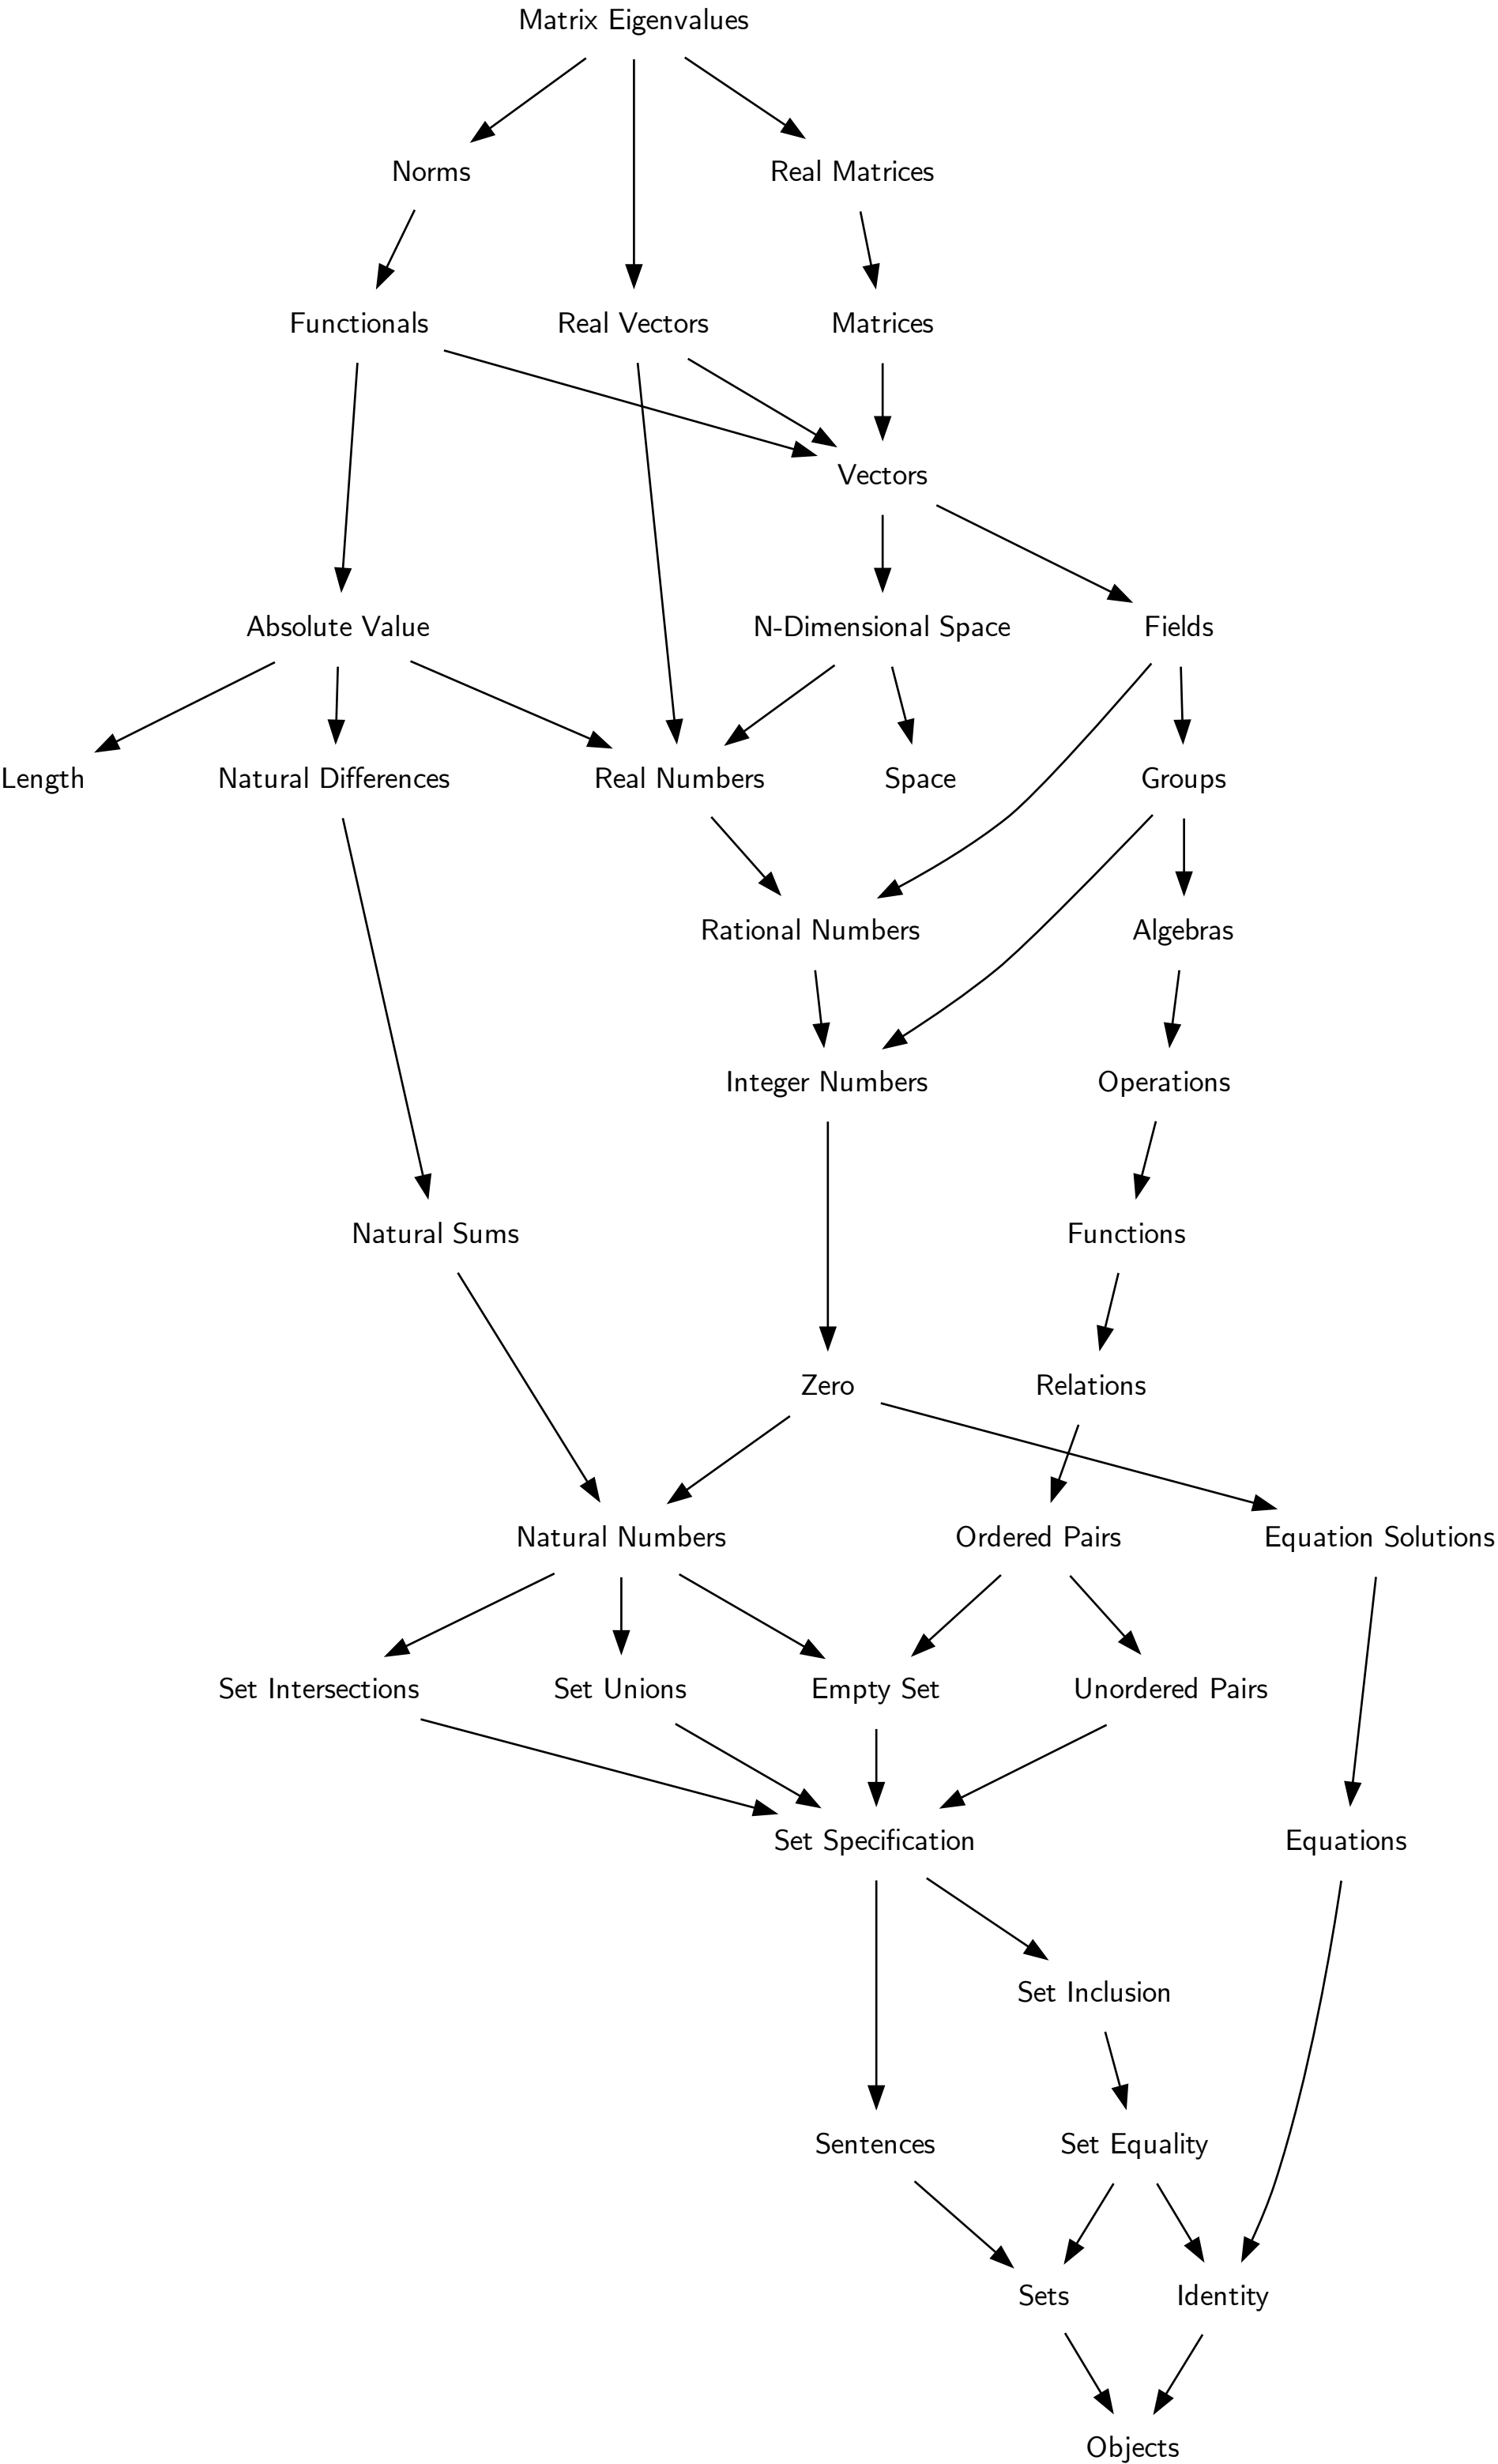 Matrix Eigenvalues
Norms
Real Matrices
Functionals
Real Vectors
Matrices
Vectors
Absolute Value
N-Dimensional Space
Fields
Length
Natural Differences
Real Numbers
Space
Groups
Rational Numbers
Algebras
Integer Numbers
Operations
Natural Sums
Functions
Zero
Relations
Natural Numbers
Ordered Pairs
Equation Solutions
Set Intersections
Set Unions
Empty Set
Unordered Pairs
Set Specification
Equations
Set Inclusion
Sentences
Set Equality
Sets
Identity
Objects